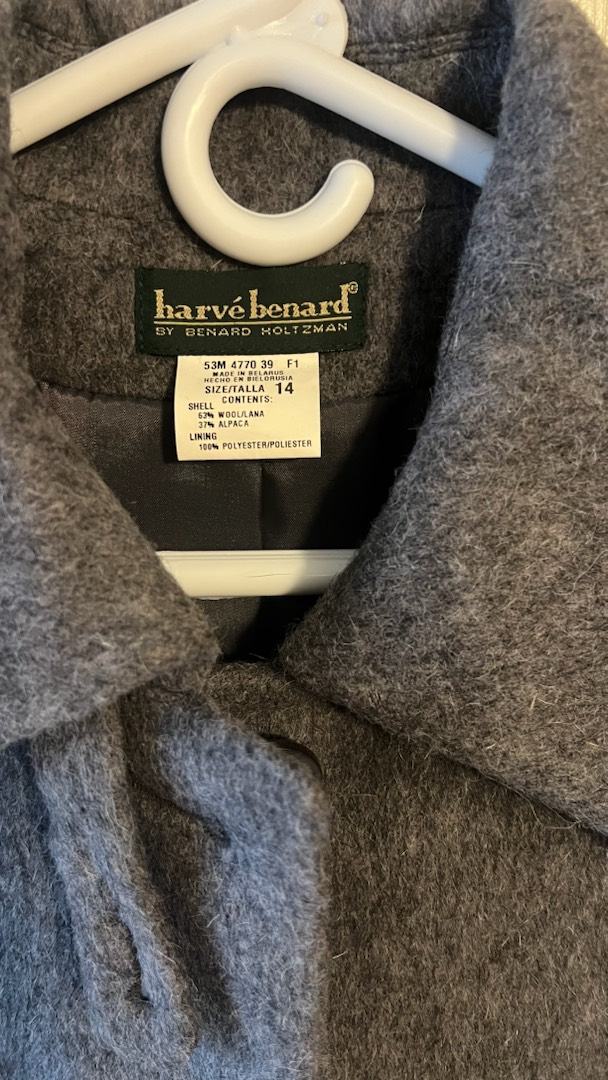 harvé benard®
BY BENARD HOLTZMAN
53M 4770 39 F1
MADE IN BELARUS
HECHO EN BIELORUSIA
SIZE/TALLA 14
CONTENTS:
SHELL
63% WOOL/LANA
37% ALPACA
LINING
100% POLYESTER/POLIESTER